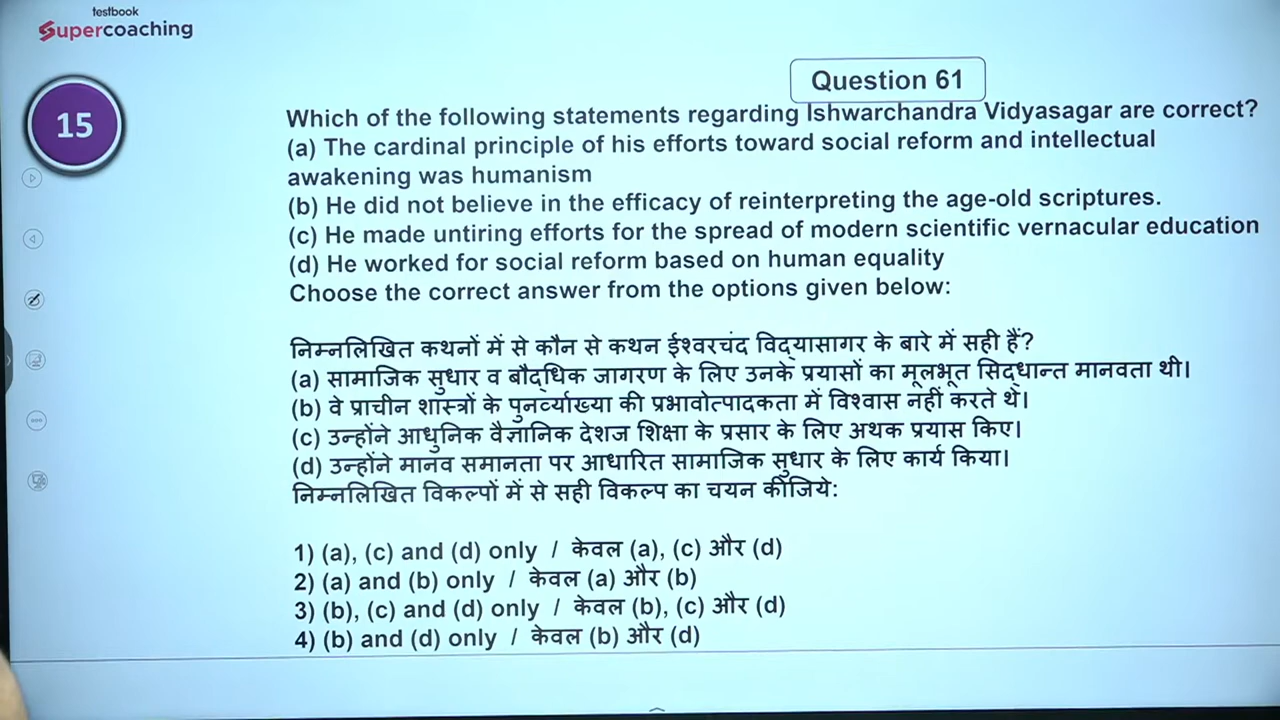 testbook
Supercoaching
15
Question 61
Which of the following statements regarding Ishwarchandra Vidyasagar are correct?
(a) The cardinal principle of his efforts toward social reform and intellectual
awakening was humanism
(b) He did not believe in the efficacy of reinterpreting the age-old scriptures.
(c) He made untiring efforts for the spread of modern scientific vernacular education
(d) He worked for social reform based on human equality
Choose the correct answer from the options given below:
निम्नलिखित कथनों में से कौन से कथन ईश्वरचंद विद्यासागर के बारे में सही हैं?
(a) सामाजिक सुधार व बौद्धिक जागरण के लिए उनके प्रयासों का मूलभूत सिद्धान्त मानवता थी।
(b) वे प्राचीन शास्त्रों के पुनर्व्याख्या की प्रभावोत्पादकता में विश्वास नहीं करते थे।
(c) उन्होंने आधुनिक वैज्ञानिक देशज शिक्षा के प्रसार के लिए अथक प्रयास किए।
(d) उन्होंने मानव समानता पर आधारित सामाजिक सुधार के लिए कार्य किया।
निम्नलिखित विकल्पों में से सही विकल्प का चयन कीजिये:
1) (a), (c) and (d) only / केवल (a), (c) और (d)
2) (a) and (b) only / केवल (a) और (b)
3) (b), (c) and (d) only / केवल (b), (c) और (d)
4) (b) and (d) only / केवल (b) और (d)